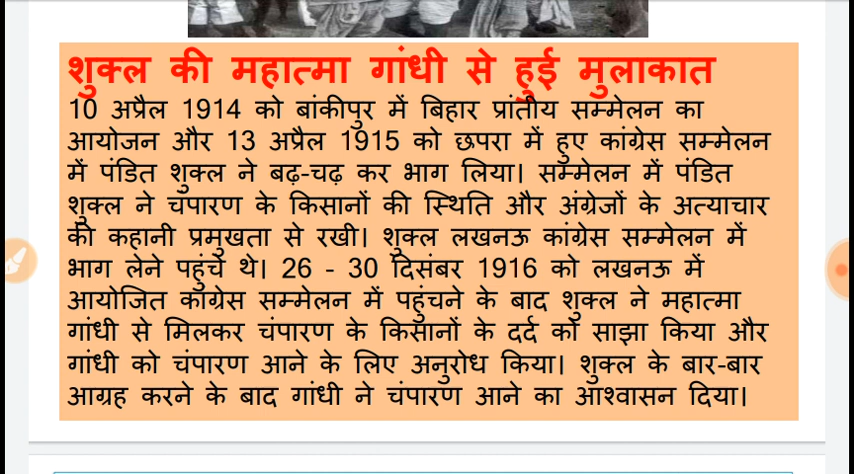 शुक्ल की महात्मा गांधी से हुई मुलाकात
10 अप्रैल 1914 को बांकीपुर में बिहार प्रांतीय सम्मेलन का
आयोजन और 13 अप्रैल 1915 को छपरा में हुए कांग्रेस सम्मेलन
में पंडित शुक्ल ने बढ़-चढ़ कर भाग लिया। सम्मेलन में पंडित
शुक्ल ने चंपारण के किसानों की स्थिति और अंग्रेजों के अत्याचार
की कहानी प्रमुखता से रखी। शुक्ल लखनऊ कांग्रेस सम्मेलन में
भाग लेने पहुंचे थे। 26 - 30 दिसंबर 1916 को लखनऊ में
आयोजित कांग्रेस सम्मेलन में पहुंचने के बाद शुक्ल ने महात्मा
गांधी से मिलकर चंपारण के किसानों के दर्द को साझा किया और
गांधी को चंपारण आने के लिए अनुरोध किया। शुक्ल के बार-बार
आग्रह करने के बाद गांधी ने चंपारण आने का आश्वासन दिया।